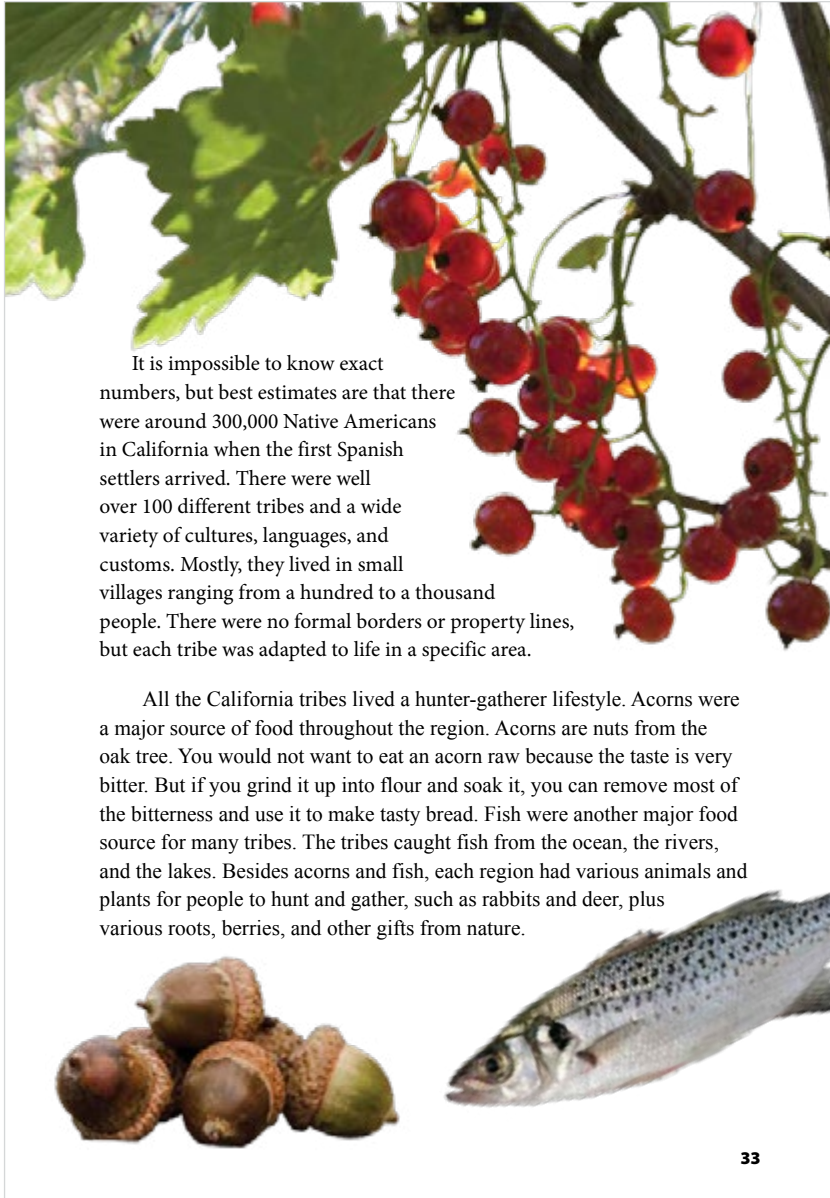 It is impossible to know exact
numbers, but best estimates are that there
were around 300,000 Native Americans
in California when the first Spanish
settlers arrived. There were well
over 100 different tribes and a wide
variety of cultures, languages, and
customs. Mostly, they lived in small
villages ranging from a hundred to a thousand
people. There were no formal borders or property lines,
but each tribe was adapted to life in a specific area.
All the California tribes lived a hunter-gatherer lifestyle. Acorns were
a major source of food throughout the region. Acorns are nuts from the
oak tree. You would not want to eat an acorn raw because the taste is very
bitter. But if you grind it up into flour and soak it, you can remove most of
the bitterness and use it to make tasty bread. Fish were another major food
source for many tribes. The tribes caught fish from the ocean, the rivers,
and the lakes. Besides acorns and fish, each region had various animals and
plants for people to hunt and gather, such as rabbits and deer, plus
various roots, berries, and other gifts from nature.
33